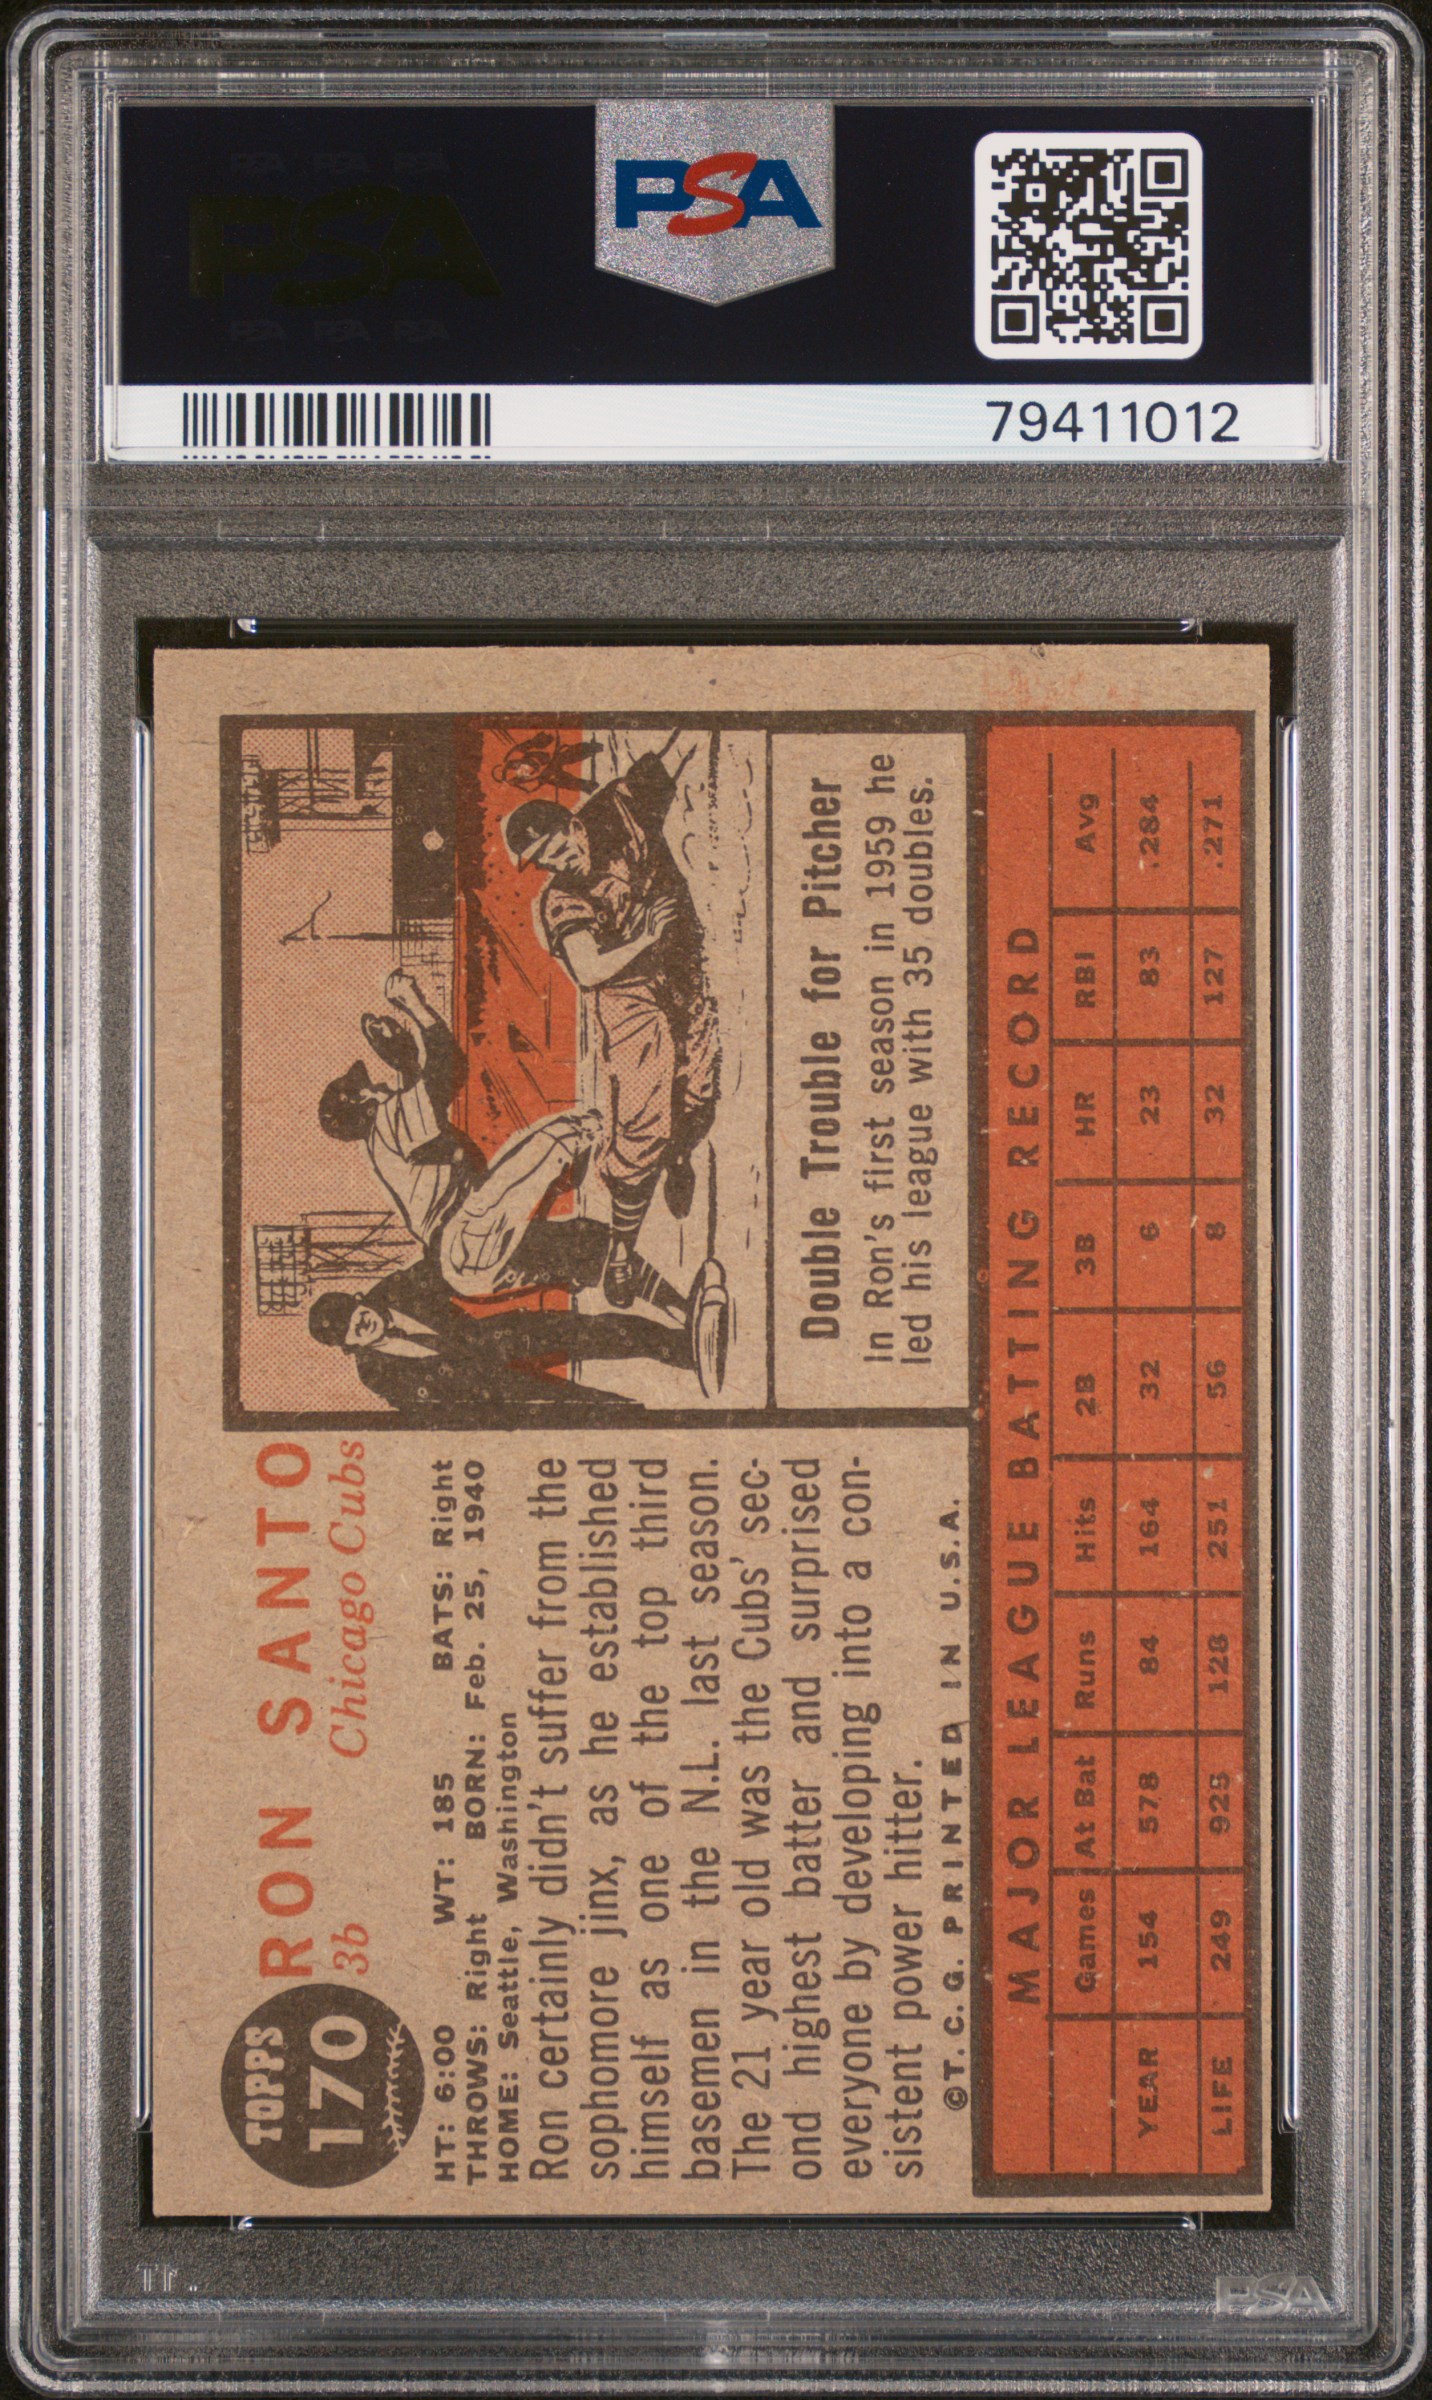 PSA
79411012
TOPPS
170
RON SANTO
3b Chicago Cubs
HT: 6:00 WT: 185 BATS: Right
THROWS: Right BORN: Feb. 25, 1940
HOME: Seattle, Washington
Ron certainly didn't suffer from the
sophomore jinx, as he established
himself as one of the top third
basemen in the N.L. last season.
The 21 year old was the Cubs' sec-
ond highest batter and surprised
everyone by developing into a con-
sistent power hitter.
©T.C.G. PRINTED IN U.S.A.
Double Trouble for Pitcher
In Ron's first season in 1959 he
led his league with 35 doubles.
MAJOR LEAGUE BATTING RECORD
Games At Bat Runs Hits 2B 3B HR RBI Avg
YEAR 154 578 84 164 32 6 23 83 .284
LIFE 249 925 128 251 56 8 32 127 .271
PSA